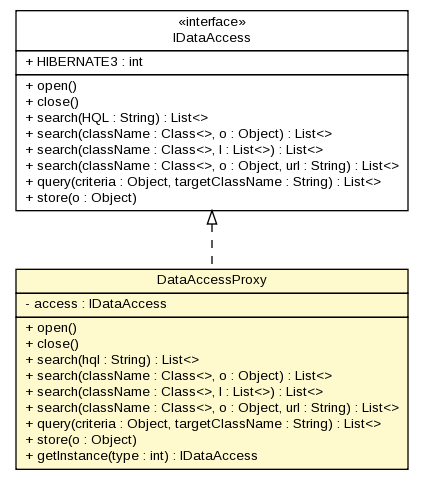 «interface»
IDataAccess
+ HIBERNATE3 : int
+ open()
+ close()
+ search(HQL : String) : List<>
+ search(className : Class<>, o : Object) : List<>
+ search(className : Class<>, l : List<>) : List<>
+ search(className : Class<>, o : Object, url : String) : List<>
+ query(criteria : Object, targetClassName : String) : List<>
+ store(o : Object)
DataAccessProxy
- access : IDataAccess
+ open()
+ close()
+ search(hql : String) : List<>
+ search(className : Class<>, o : Object) : List<>
+ search(className : Class<>, l : List<>) : List<>
+ search(className : Class<>, o : Object, url : String) : List<>
+ query(criteria : Object, targetClassName : String) : List<>
+ store(o : Object)
+ getInstance(type : int) : IDataAccess